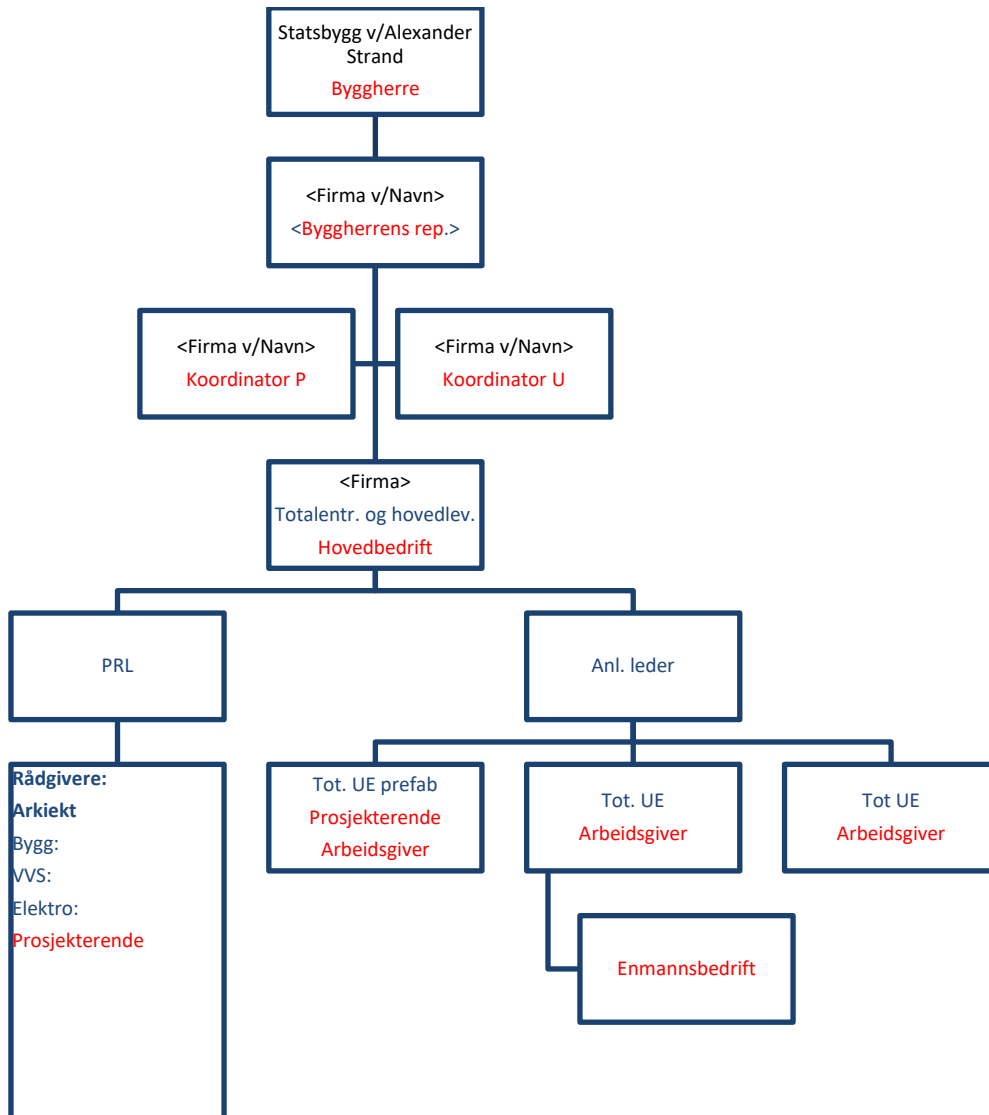 Statsbygg v/Alexander
Strand
Byggherre
<Firma v/Navn>
<Byggherrens rep.>
<Firma v/Navn>
Koordinator P
<Firma v/Navn>
Koordinator U
<Firma>
Totalentr. og hovedlev.
Hovedbedrift
PRL
Anl. leder
Rådgivere:
Arkiekt
Bygg:
VVS:
Elektro:
Prosjekterende
Tot. UE prefab
Prosjekterende
Arbeidsgiver
Tot. UE
Arbeidsgiver
Tot UE
Arbeidsgiver
Enmannsbedrift